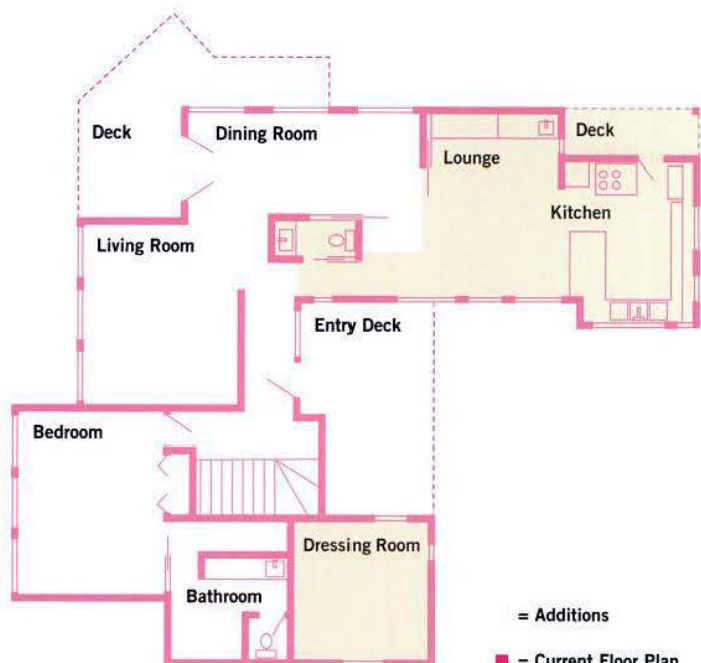 Deck
Dining Room
Deck
Lounge
Kitchen
Living Room
Entry Deck
Bedroom
Dressing Room
Bathroom
= Additions
= Current Floor Plan